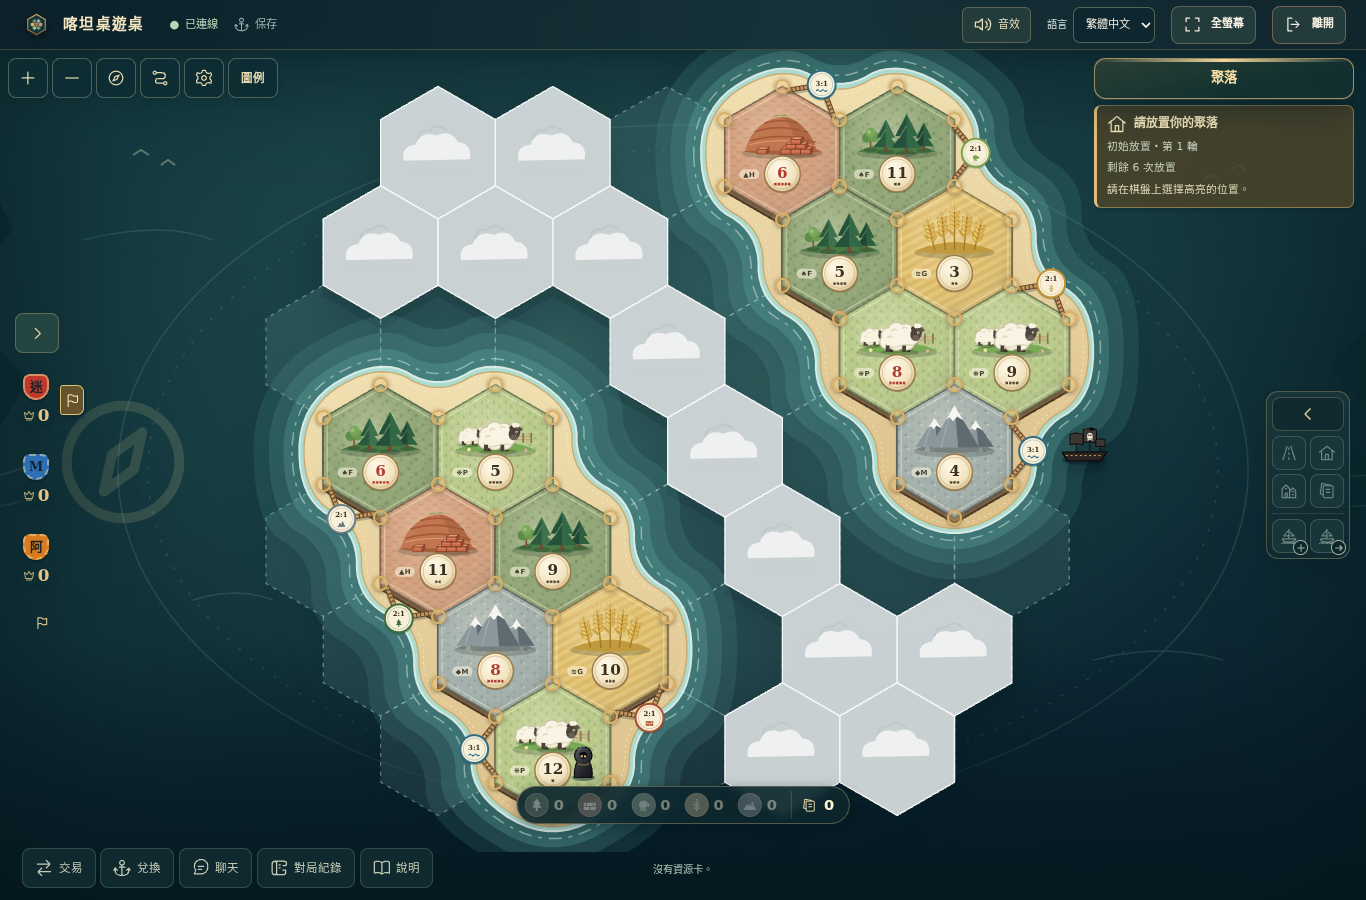 喀坦桌遊桌
已連線
保存
音效
語言
繁體中文
全螢幕
離開
圖例
聚落
請放置你的聚落
初始放置・第 1 輪
剩餘 6 次放置
請在棋盤上選擇高亮的位置。
3:1
▲H
6
♠F
11
2:1
♠F
5
≋G
3
2:1
❋P
8
❋P
9
◆M
4
3:1
迷
0
M
0
阿
0
♠F
6
❋P
5
2:1
▲H
11
♠F
9
2:1
◆M
8
≋G
10
2:1
3:1
❋P
12
0
0
0
0
0
0
交易
兌換
聊天
對局紀錄
說明
沒有資源卡。